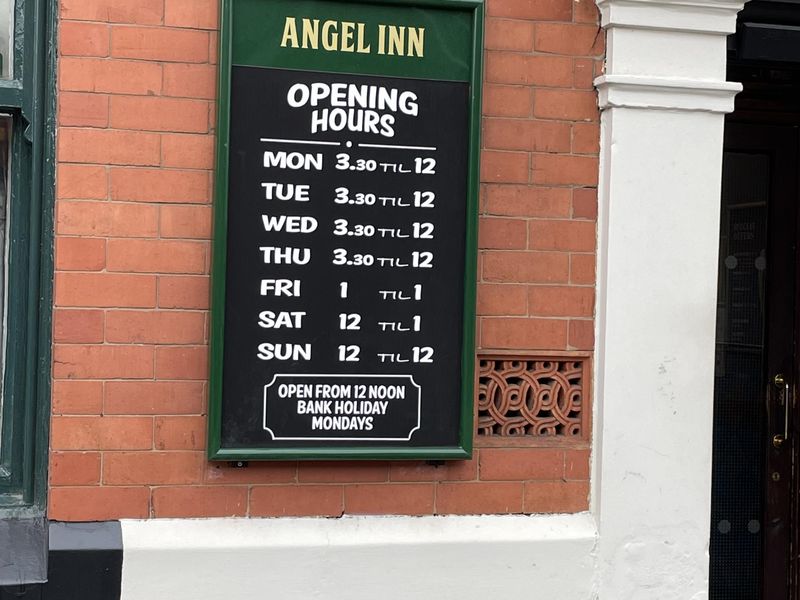 ANGEL INN
OPENING
HOURS
MON 3.30 TIL 12
TUE 3.30 TIL 12
WED 3.30 TIL 12
THU 3.30 TIL 12
FRI 1 TIL 1
SAT 12 TIL 1
SUN 12 TIL 12
OPEN FROM 12 NOON
BANK HOLIDAY
MONDAYS